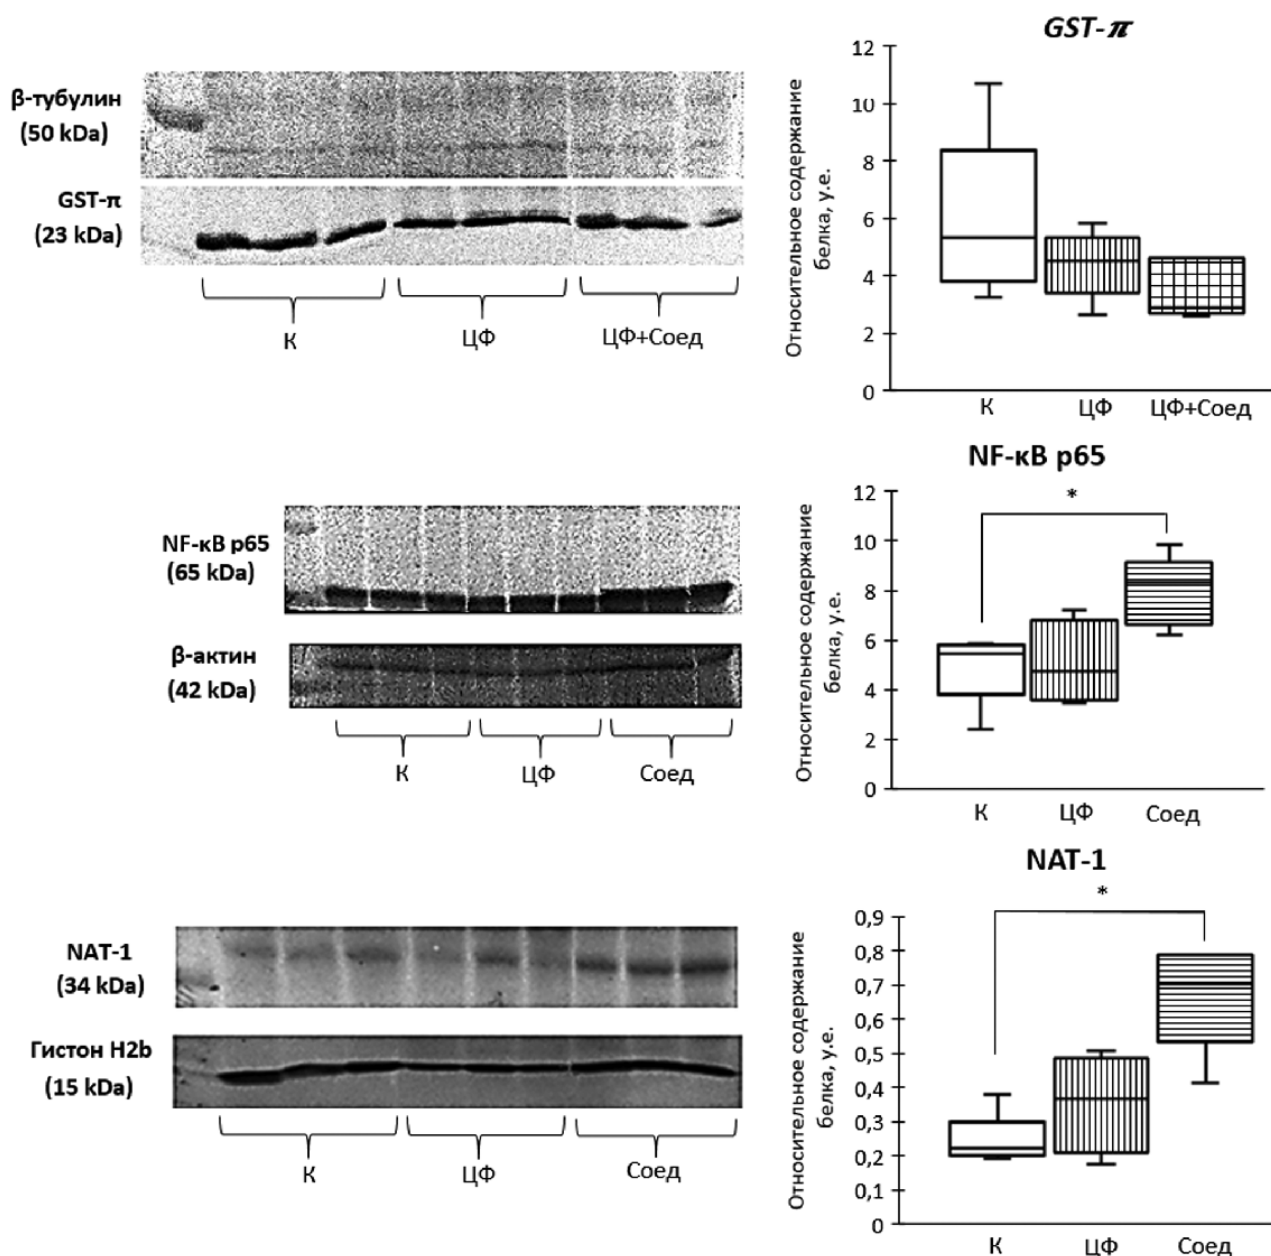 β-тубулин
(50 kDa)
GST-π
(23 kDa)
К
ЦФ
ЦФ+Соед
GST-π
Относительное содержание
белка, у.е.
12
10
8
6
4
2
0
К
ЦФ
ЦФ+Соед
NF-κB p65
(65 kDa)
β-актин
(42 kDa)
К
ЦФ
Соед
NF-κB p65
*
Относительное содержание
белка, у.е.
12
10
8
6
4
2
0
К
ЦФ
Соед
NAT-1
(34 kDa)
Гистон H2b
(15 kDa)
К
ЦФ
Соед
NAT-1
*
Относительное содержание
белка, у.е.
0,9
0,8
0,7
0,6
0,5
0,4
0,3
0,2
0,1
0
К
ЦФ
Соед